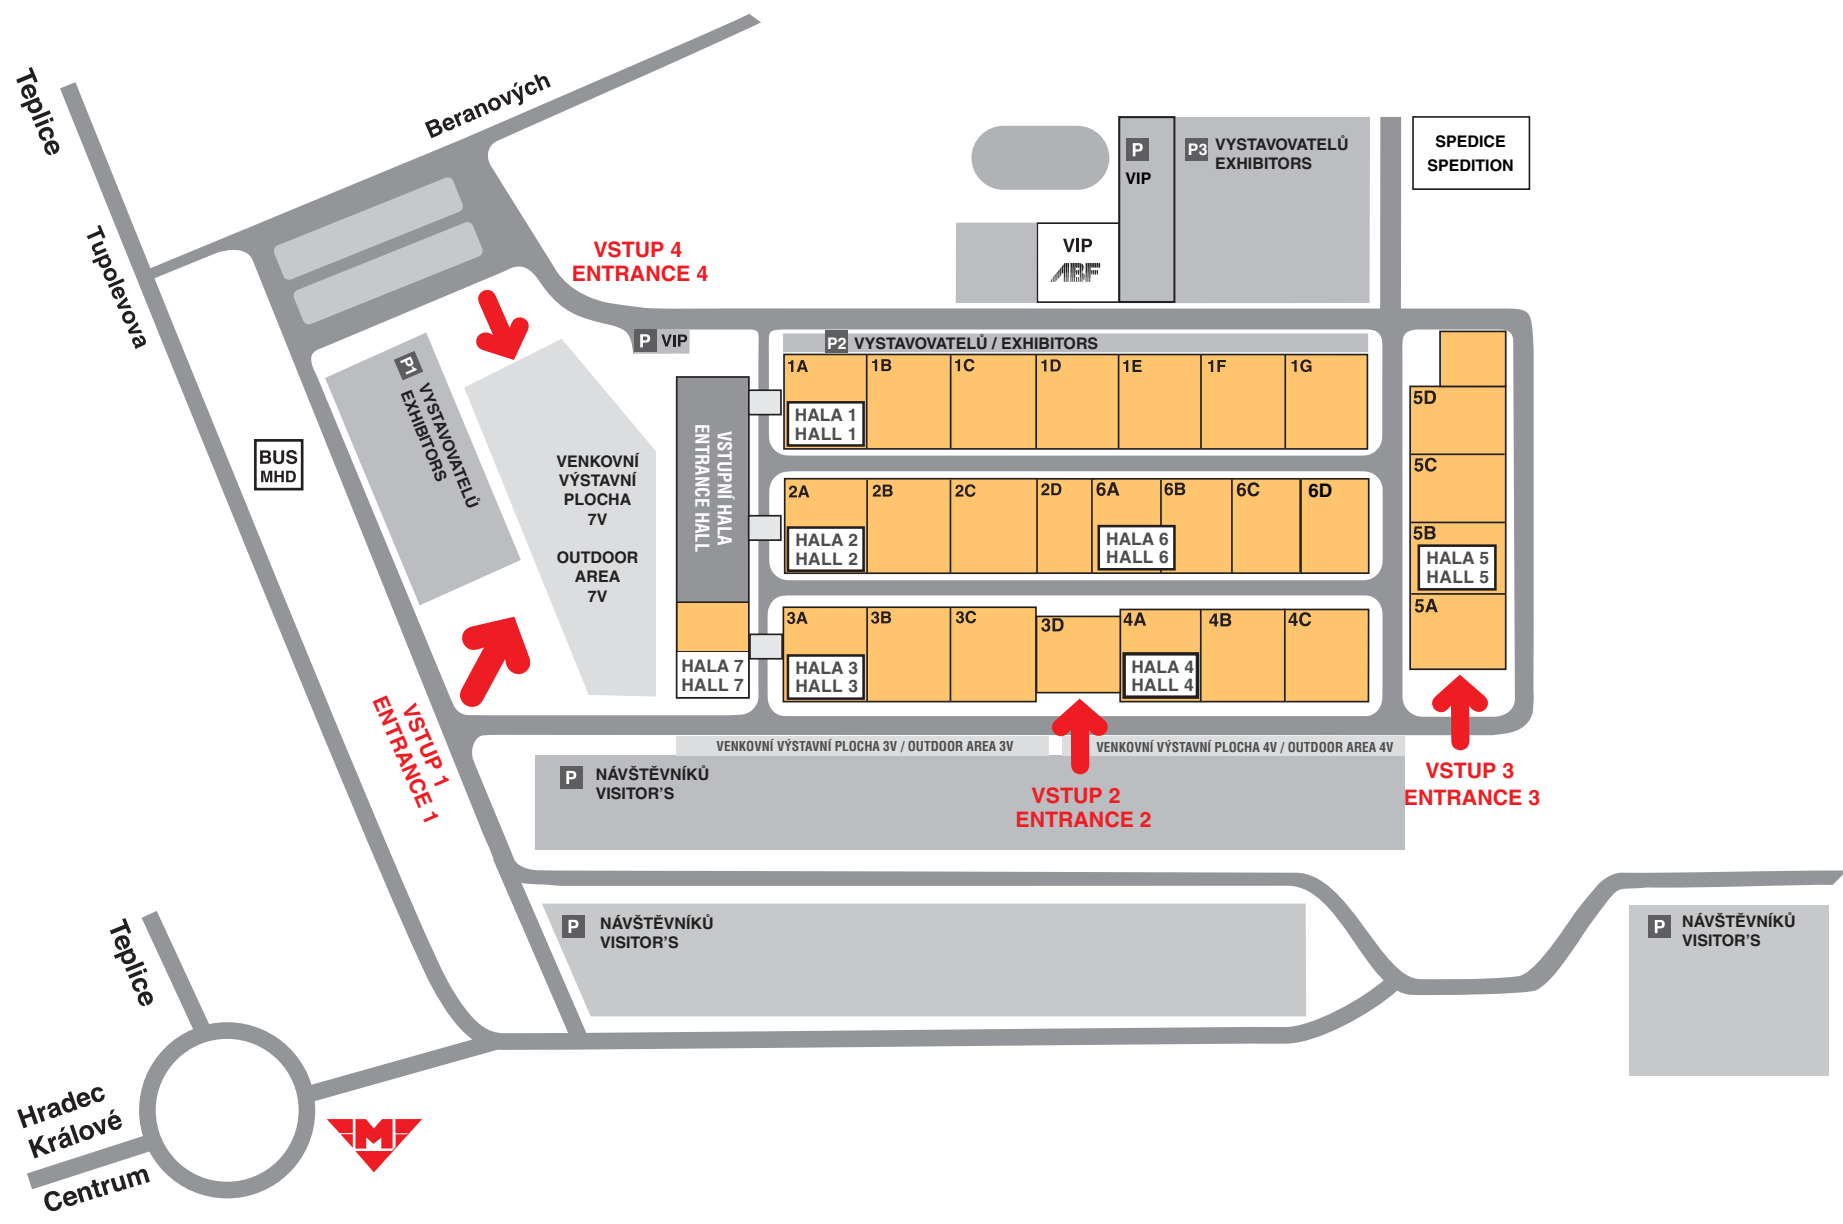 Teplice
Tupolevova
Beranových
VSTUP 4
ENTRANCE 4
P
VIP
P3 VYSTAVOVATELŮ
EXHIBITORS
SPEDICE
SPEDITION
VIP
ABF
P VIP
P2 VYSTAVOVATELŮ / EXHIBITORS
P1 VYSTAVOVATELŮ
EXHIBITORS
BUS
MHD
VENKOVNÍ
VÝSTAVNÍ
PLOCHA
7V
OUTDOOR
AREA
7V
VSTUPNÍ HALA
ENTRANCE HALL
1A 1B 1C 1D 1E 1F 1G
HALA 1
HALL 1
2A 2B 2C 2D 6A 6B 6C 6D
HALA 2
HALL 2
HALA 6
HALL 6
3A 3B 3C 3D 4A 4B 4C
HALA 3
HALL 3
HALA 4
HALL 4
HALA 7
HALL 7
5D
5C
5B
HALA 5
HALL 5
5A
VSTUP 1
ENTRANCE 1
VENKOVNÍ VÝSTAVNÍ PLOCHA 3V / OUTDOOR AREA 3V
VENKOVNÍ VÝSTAVNÍ PLOCHA 4V / OUTDOOR AREA 4V
P NÁVŠTĚVNÍKŮ
VISITOR'S
VSTUP 2
ENTRANCE 2
VSTUP 3
ENTRANCE 3
P NÁVŠTĚVNÍKŮ
VISITOR'S
P NÁVŠTĚVNÍKŮ
VISITOR'S
Teplice
Hradec
Králové
Centrum
M